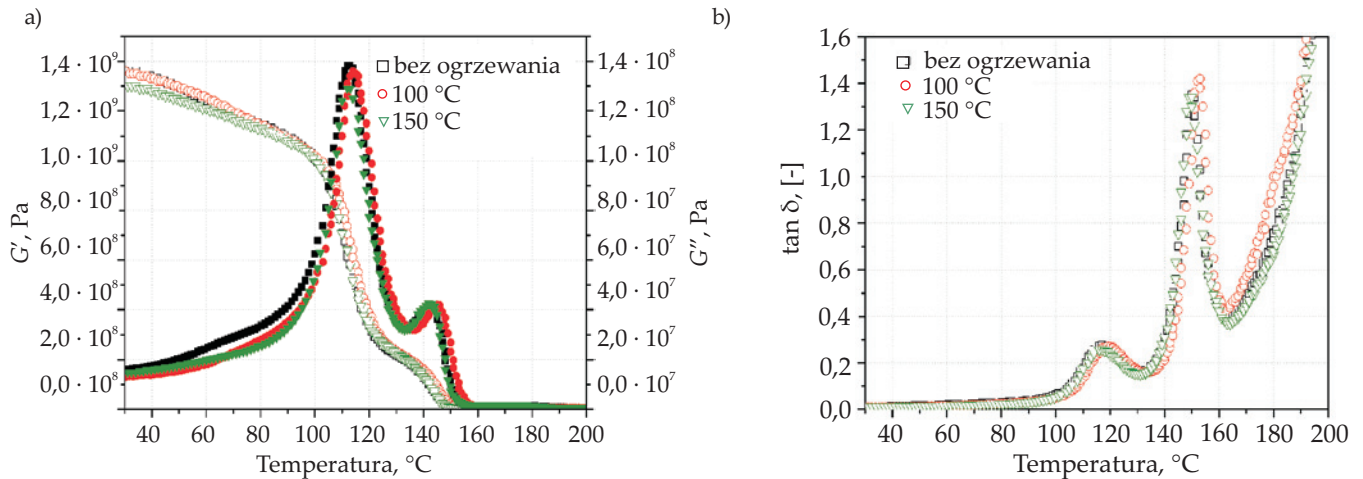 a)
G′, Pa
1,4 · 10⁹
1,2 · 10⁹
1,0 · 10⁹
8,0 · 10⁸
6,0 · 10⁸
4,0 · 10⁸
2,0 · 10⁸
0,0 · 10⁸
bez ogrzewania
100 °C
150 °C
1,4 · 10⁸
1,2 · 10⁸
1,0 · 10⁸
8,0 · 10⁷
6,0 · 10⁷
4,0 · 10⁷
2,0 · 10⁷
0,0 · 10⁷
G″, Pa
40 60 80 100 120 140 160 180 200
Temperatura, °C
b)
tan δ, [-]
1,6
1,4
1,2
1,0
0,8
0,6
0,4
0,2
0,0
bez ogrzewania
100 °C
150 °C
40 60 80 100 120 140 160 180 200
Temperatura, °C